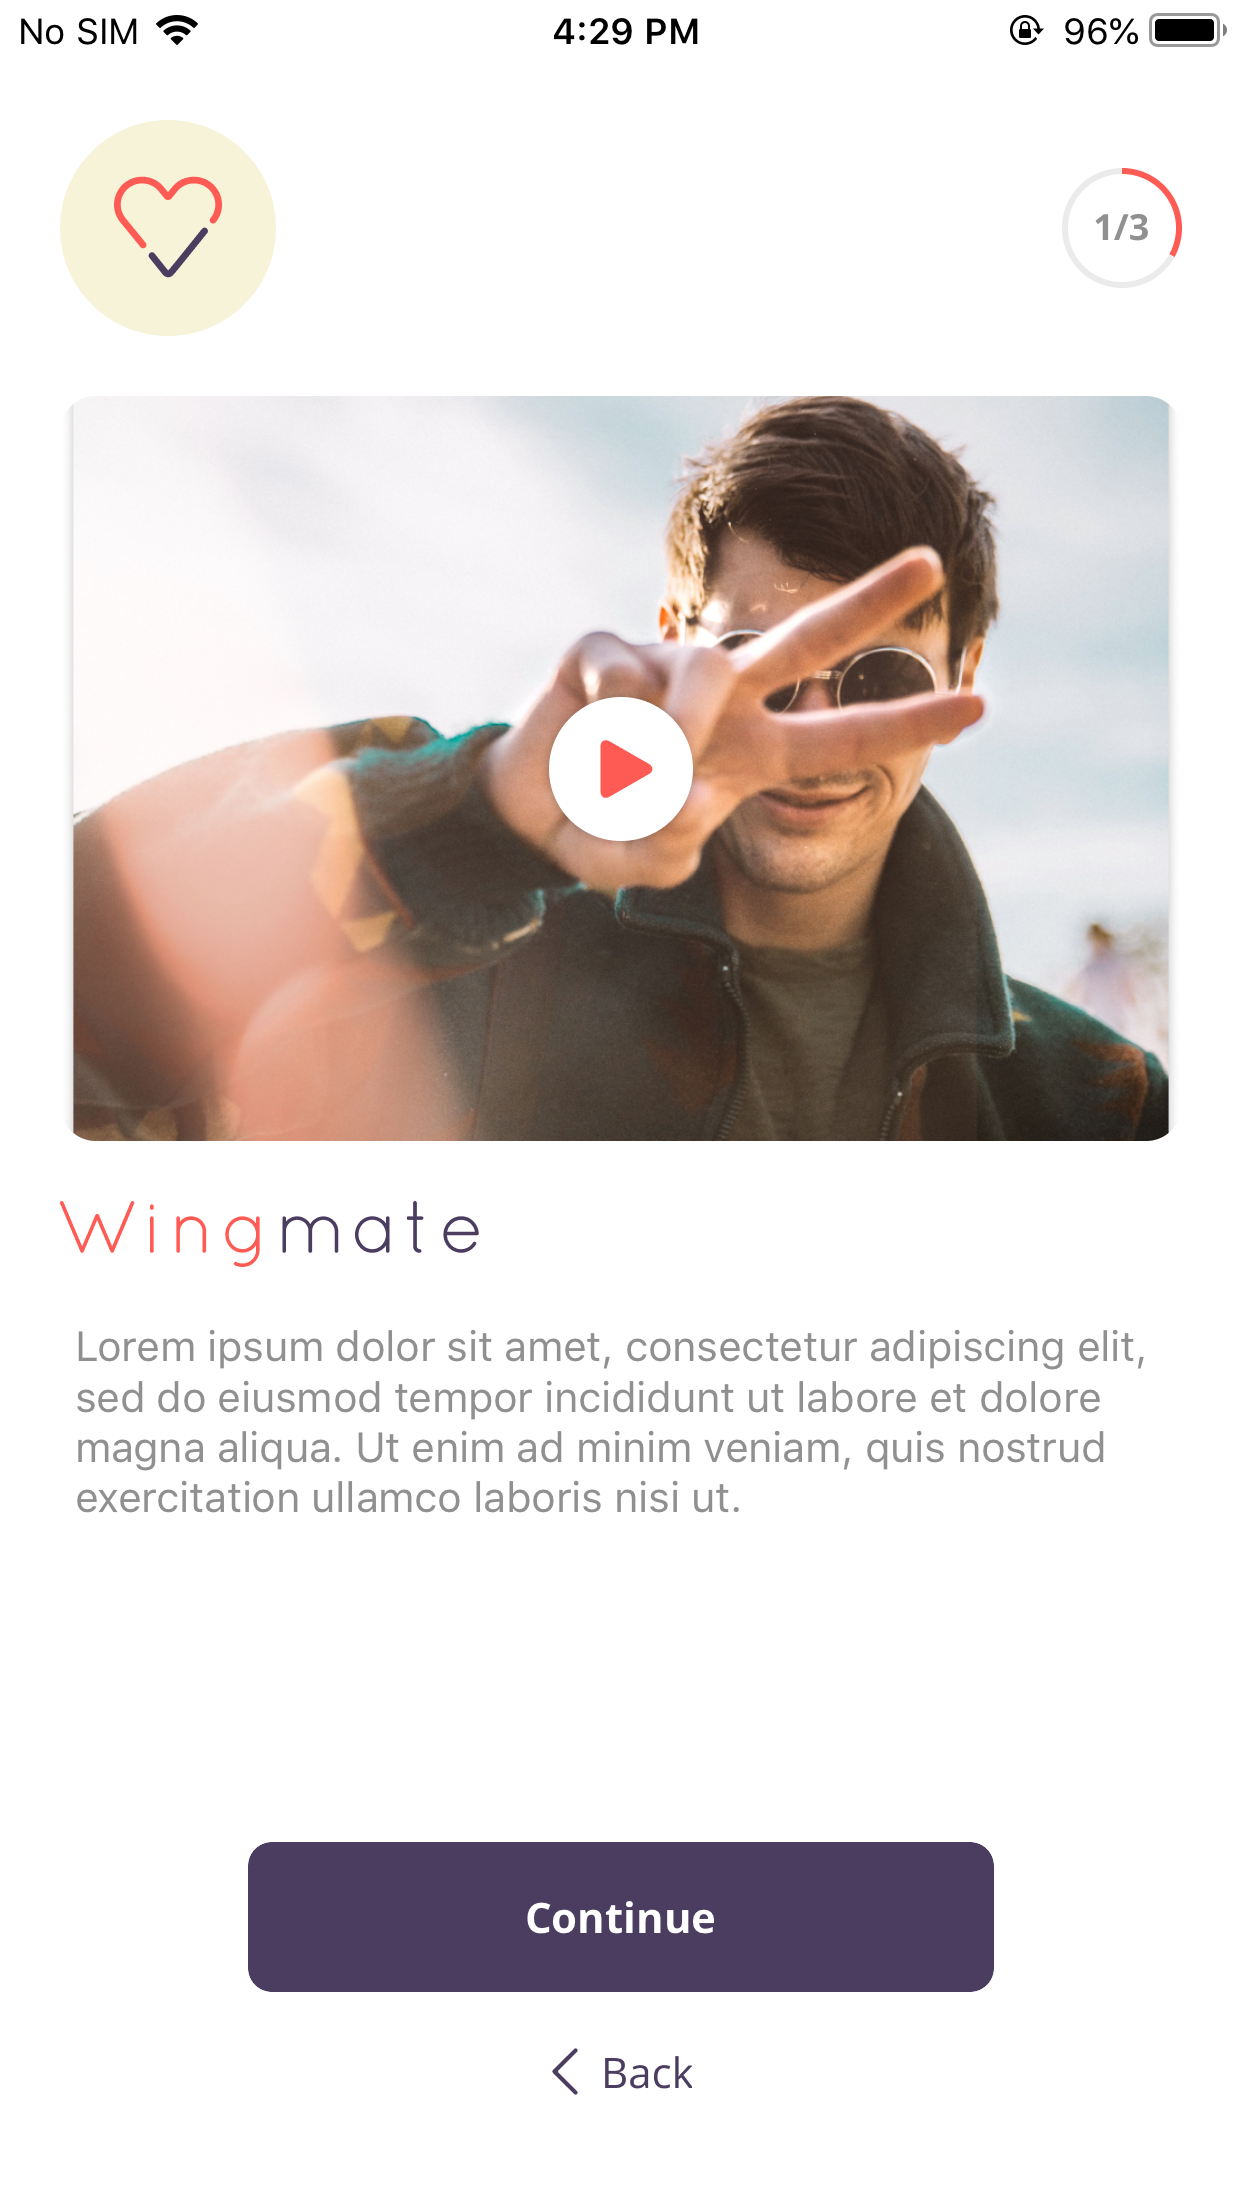 No SIM 4:29 PM 96%
1/3
Wingmate
Lorem ipsum dolor sit amet, consectetur adipiscing elit,
sed do eiusmod tempor incididunt ut labore et dolore
magna aliqua. Ut enim ad minim veniam, quis nostrud
exercitation ullamco laboris nisi ut.
Continue
Back